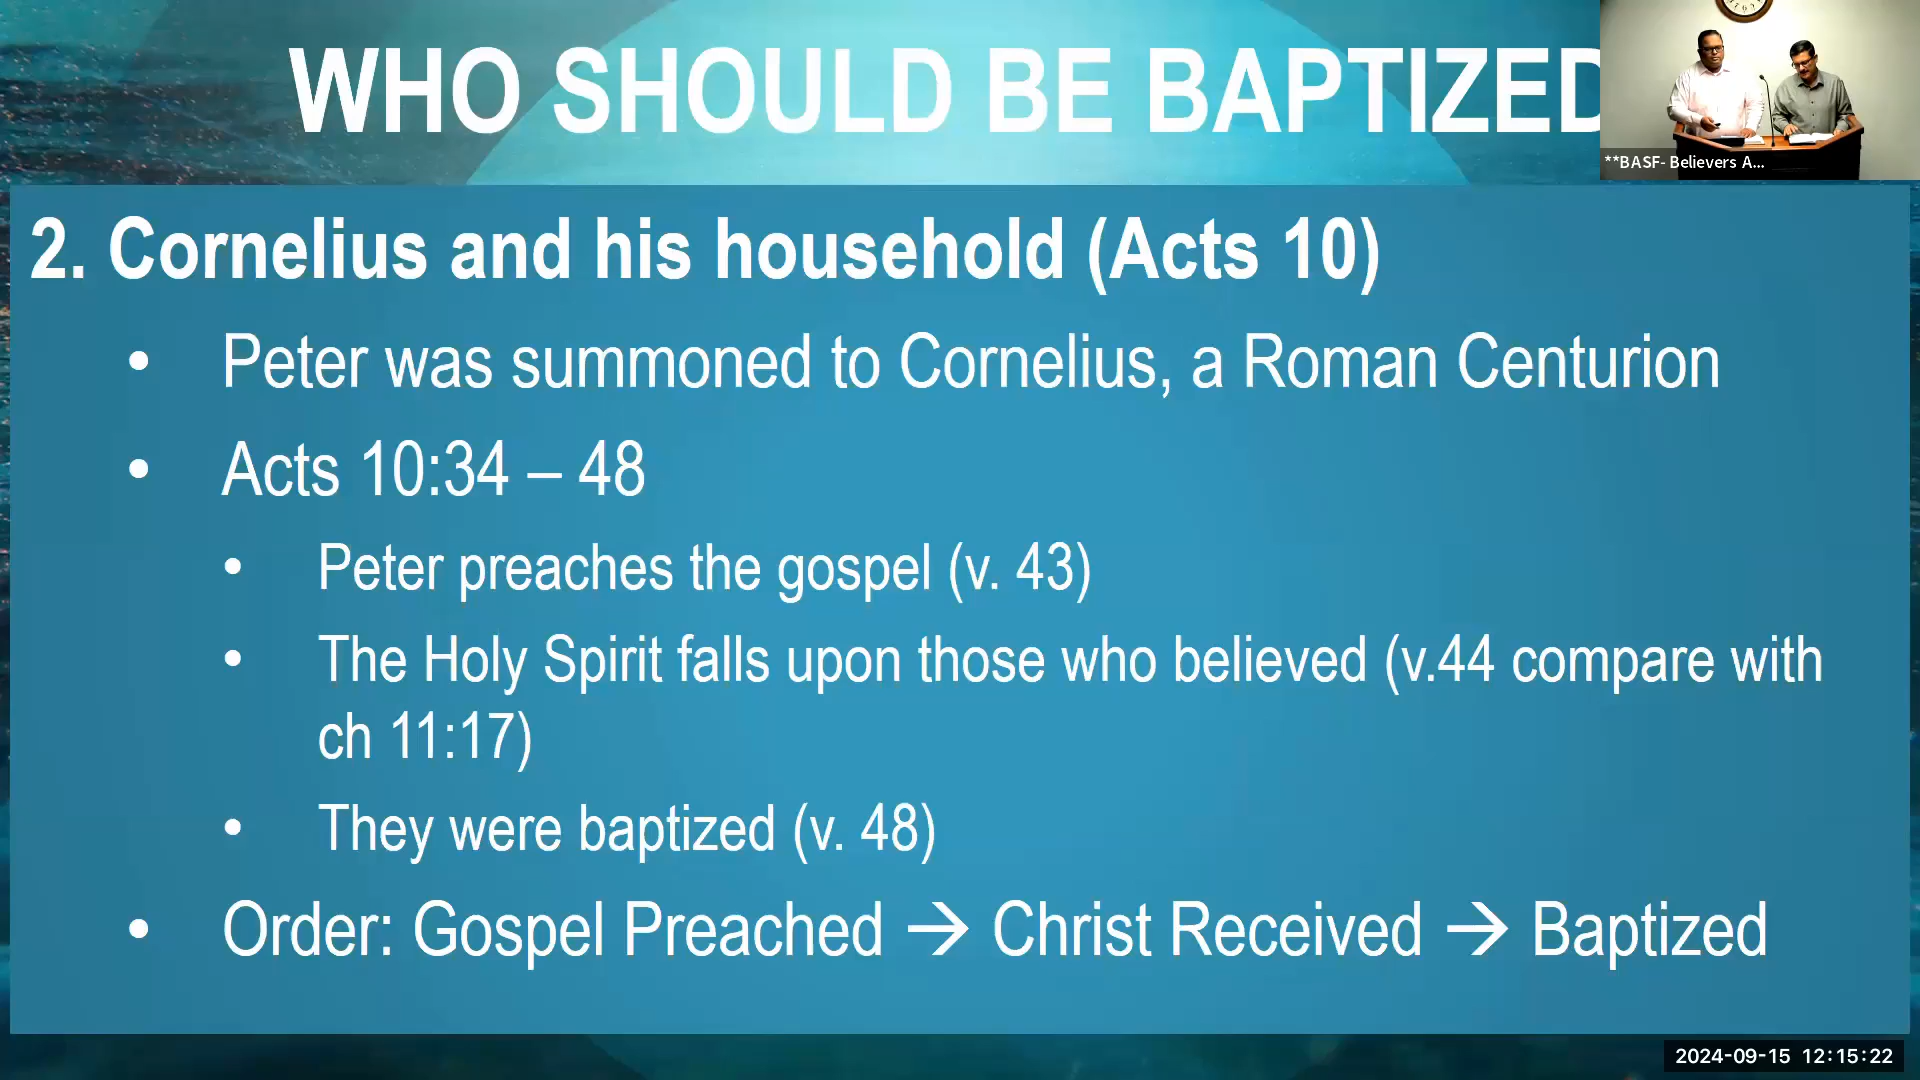 WHO SHOULD BE BAPTIZED
**BASF- Believers A...
2. Cornelius and his household (Acts 10)
• Peter was summoned to Cornelius, a Roman Centurion
• Acts 10:34 – 48
• Peter preaches the gospel (v. 43)
• The Holy Spirit falls upon those who believed (v.44 compare with
ch 11:17)
• They were baptized (v. 48)
• Order: Gospel Preached → Christ Received → Baptized
2024-09-15 12:15:22